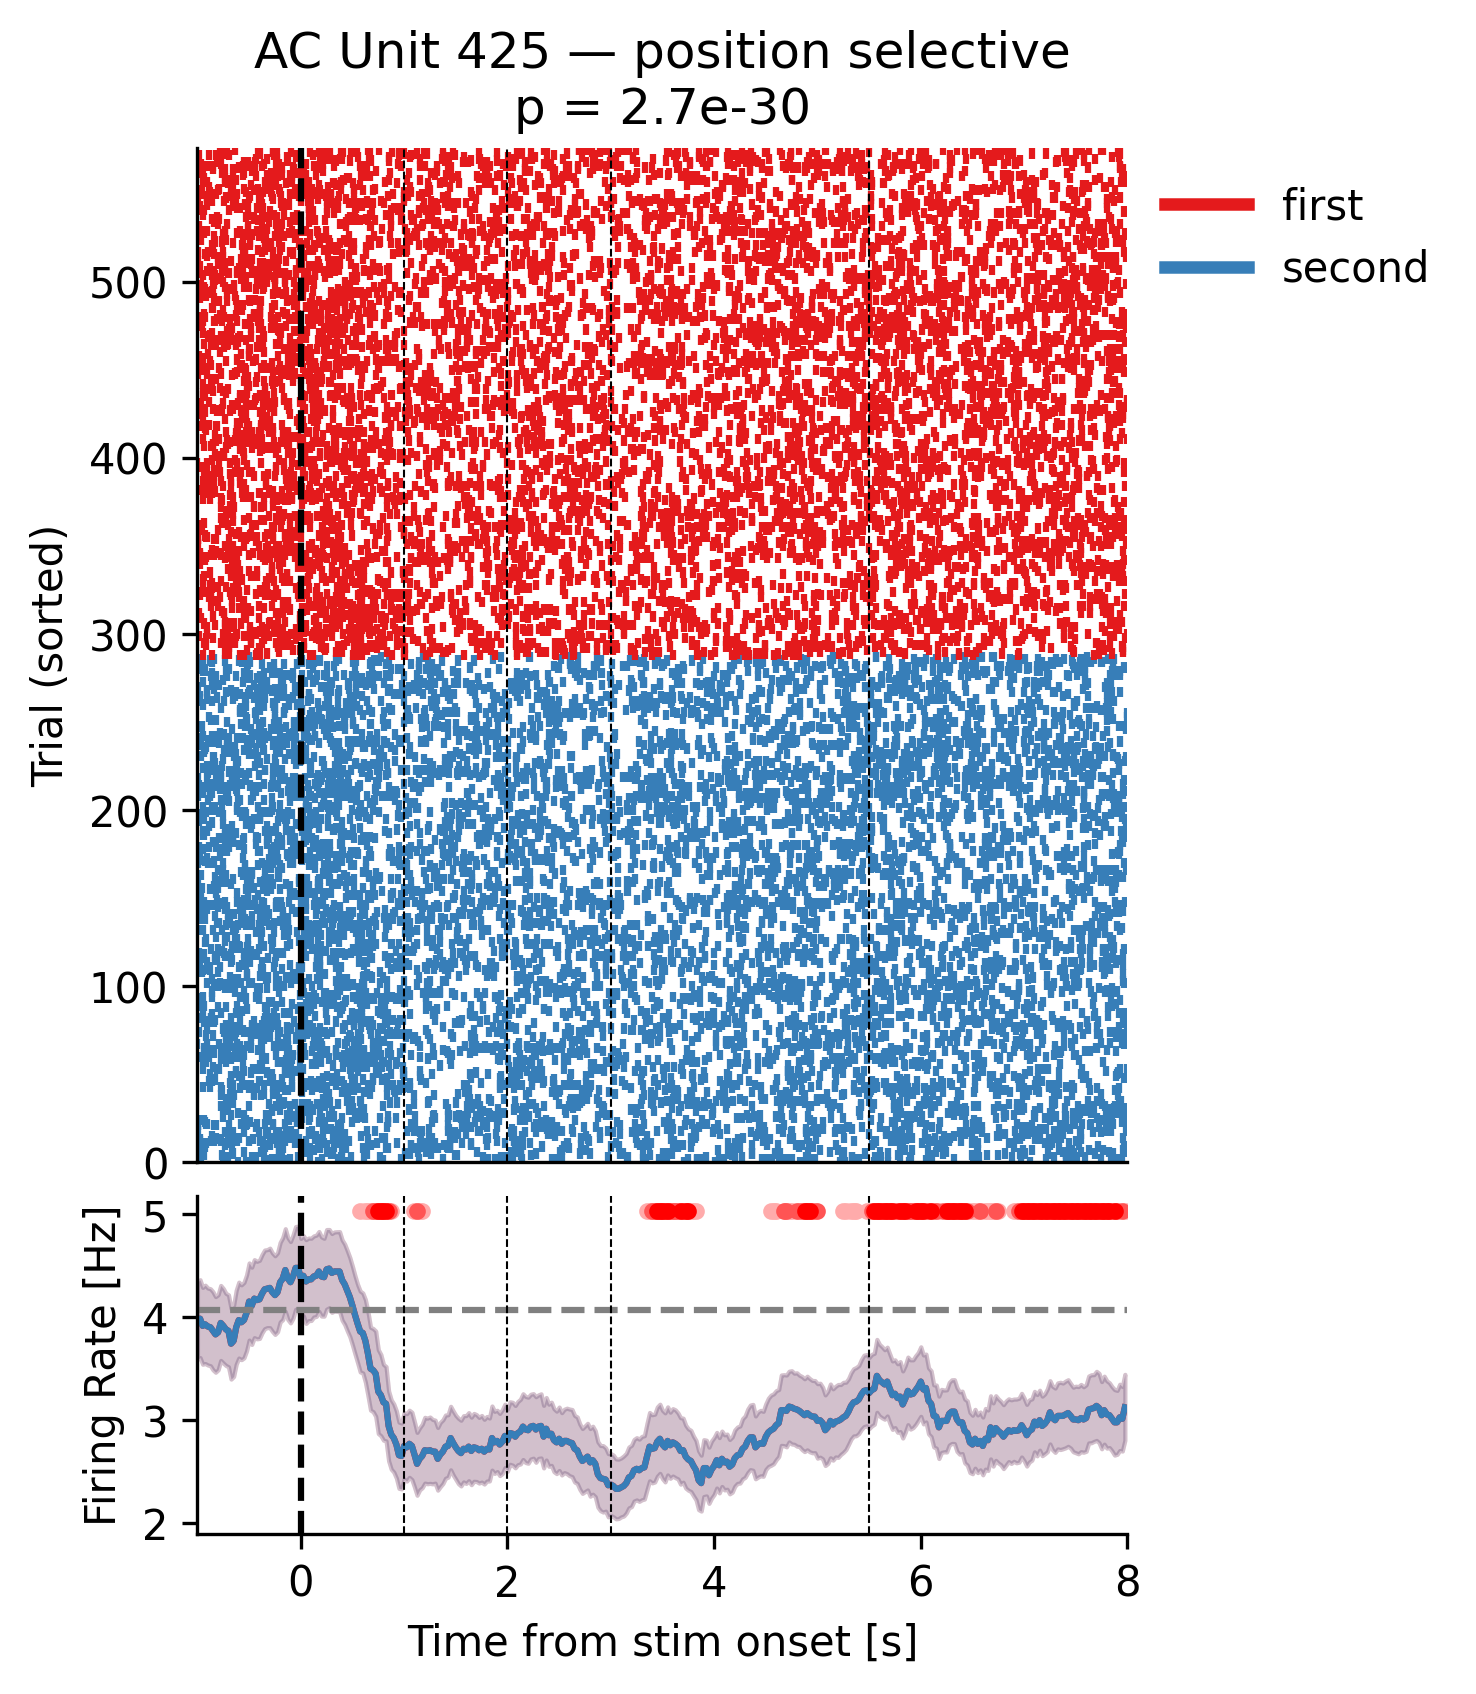 AC Unit 425 — position selective
p = 2.7e-30
first
second
Trial (sorted)
500
400
300
200
100
0
Firing Rate [Hz]
5
4
3
2
0 2 4 6 8
Time from stim onset [s]